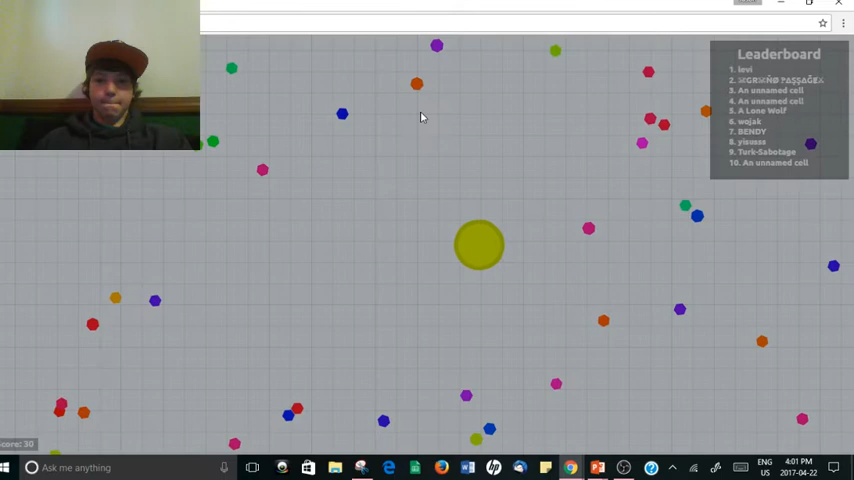 Leaderboard
1. levi
3. An unnamed cell
4. An unnamed cell
5. A Lone Wolf
6. wojak
7. BENDY
8. yisusss
9. Turk-Sabotage
10. An unnamed cell
core: 30
Ask me anything
ENG
US
4:01 PM
2017-04-22